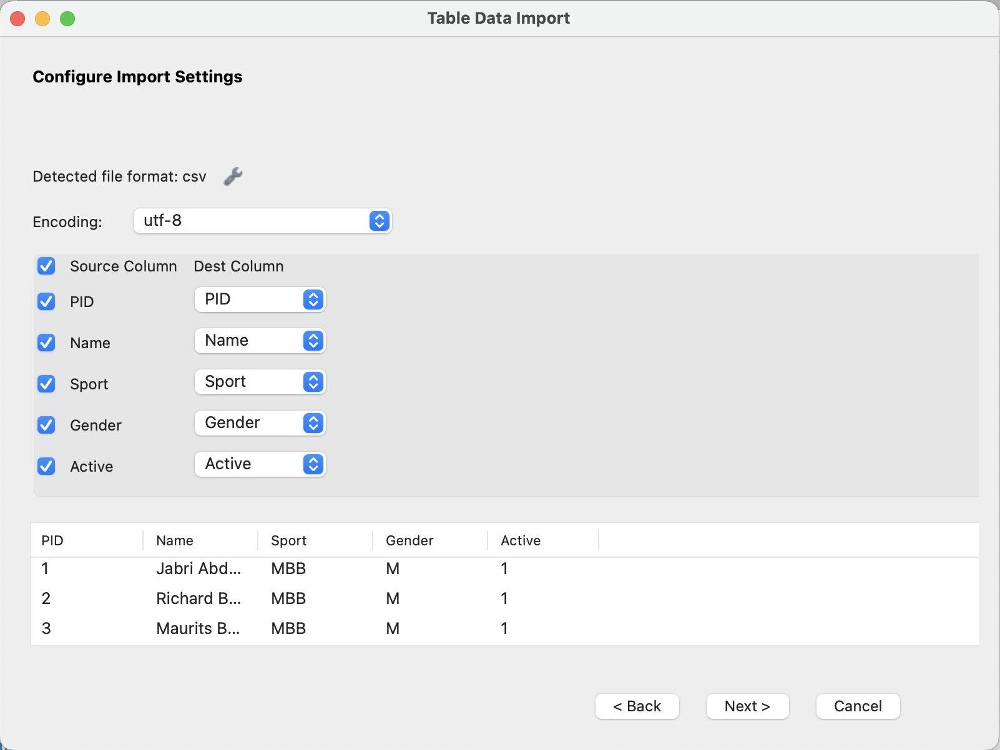 Table Data Import
Configure Import Settings
Detected file format: csv
Encoding: utf-8
Source Column Dest Column
PID PID
Name Name
Sport Sport
Gender Gender
Active Active
PID Name Sport Gender Active
1 Jabri Abd... MBB M 1
2 Richard B... MBB M 1
3 Maurits B... MBB M 1
< Back Next > Cancel